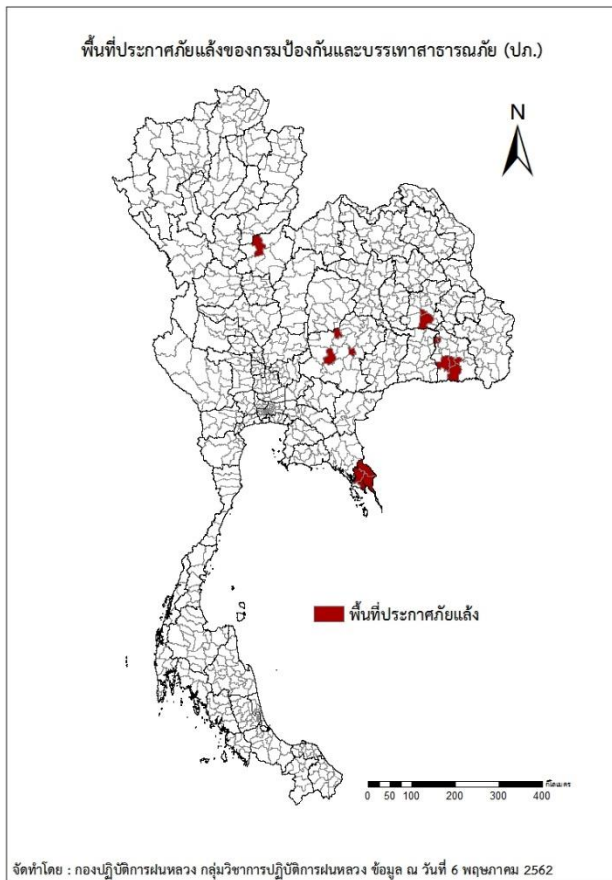 พื้นที่ประกาศภัยแล้งของกรมป้องกันและบรรเทาสาธารณภัย (ปภ.)
N
พื้นที่ประกาศภัยแล้ง
กิโลเมตร
0 50 100 200 300 400
จัดทำโดย : กองปฏิบัติการฝนหลวง กลุ่มวิชาการปฏิบัติการฝนหลวง ข้อมูล ณ วันที่ 6 พฤษภาคม 2562